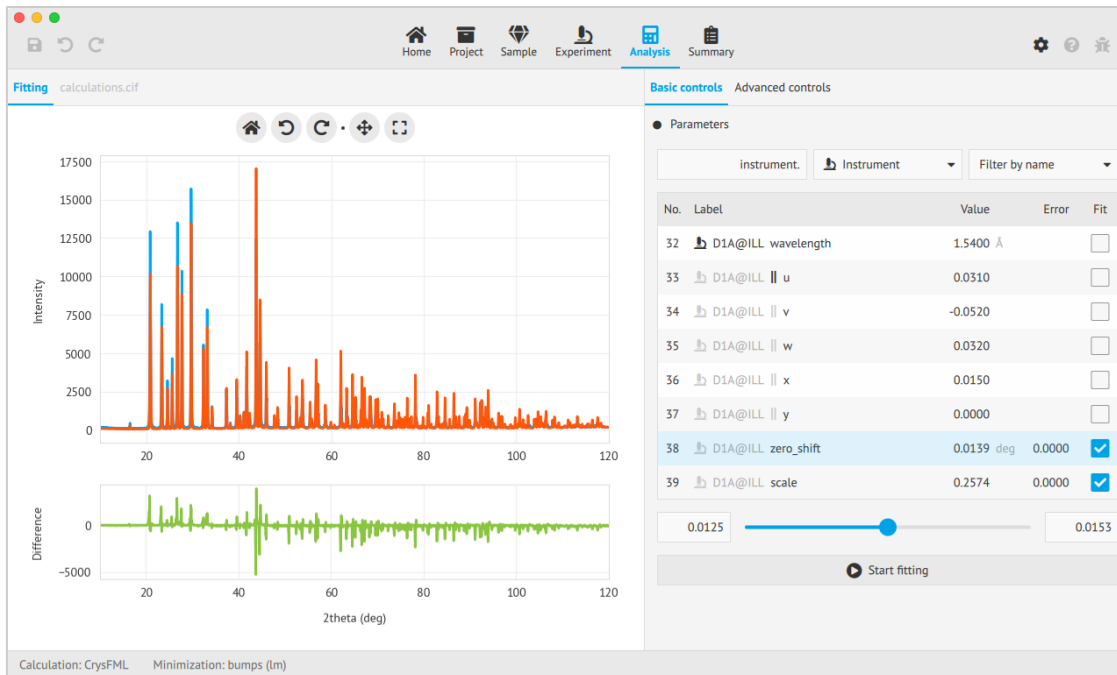 Home Project Sample Experiment Analysis Summary
Fitting calculations.cif
Basic controls Advanced controls
Parameters
instrument. Instrument Filter by name
No. Label Value Error Fit
32 D1A@ILL wavelength 1.5400 Å
33 D1A@ILL || u 0.0310
34 D1A@ILL || v -0.0520
35 D1A@ILL || w 0.0320
36 D1A@ILL || x 0.0150
37 D1A@ILL || y 0.0000
38 D1A@ILL zero_shift 0.0139 deg 0.0000
39 D1A@ILL scale 0.2574 0.0000
0.0125 0.0153
Start fitting
Intensity
17500
15000
12500
10000
7500
5000
2500
0
20 40 60 80 100 120
Difference
0
−5000
20 40 60 80 100 120
2theta (deg)
Calculation: CrysFML Minimization: bumps (lm)